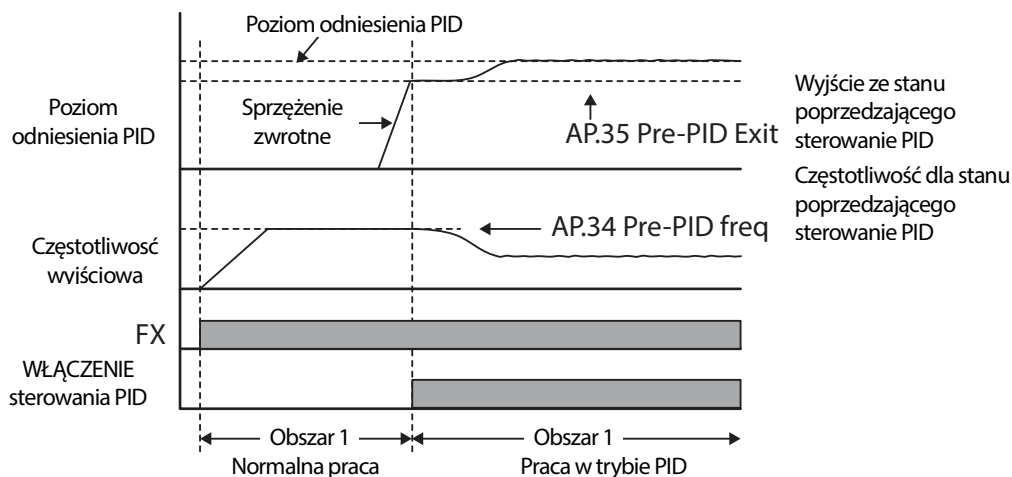 Poziom odniesienia PID
Poziom
odniesienia PID
Sprzężenie
zwrotne
AP.35 Pre-PID Exit
Wyjście ze stanu
poprzedzającego
sterowanie PID
Częstotliwość dla stanu
poprzedzającego
sterowanie PID
AP.34 Pre-PID freq
Częstotliwosć
wyjściowa
FX
WŁĄCZENIE
sterowania PID
Obszar 1
Normalna praca
Obszar 1
Praca w trybie PID